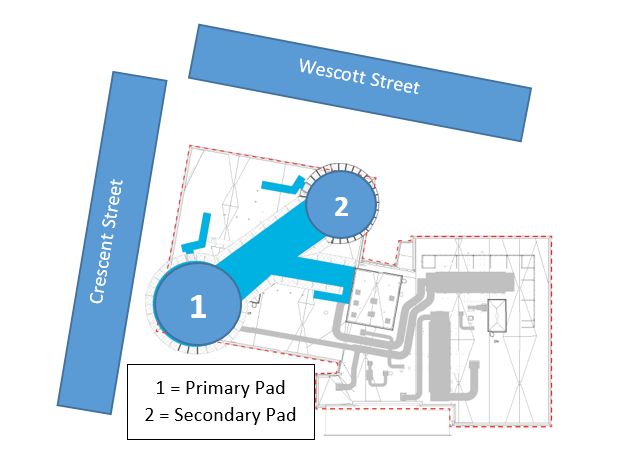 Wescott Street
Crescent Street
2
1
1 = Primary Pad
2 = Secondary Pad